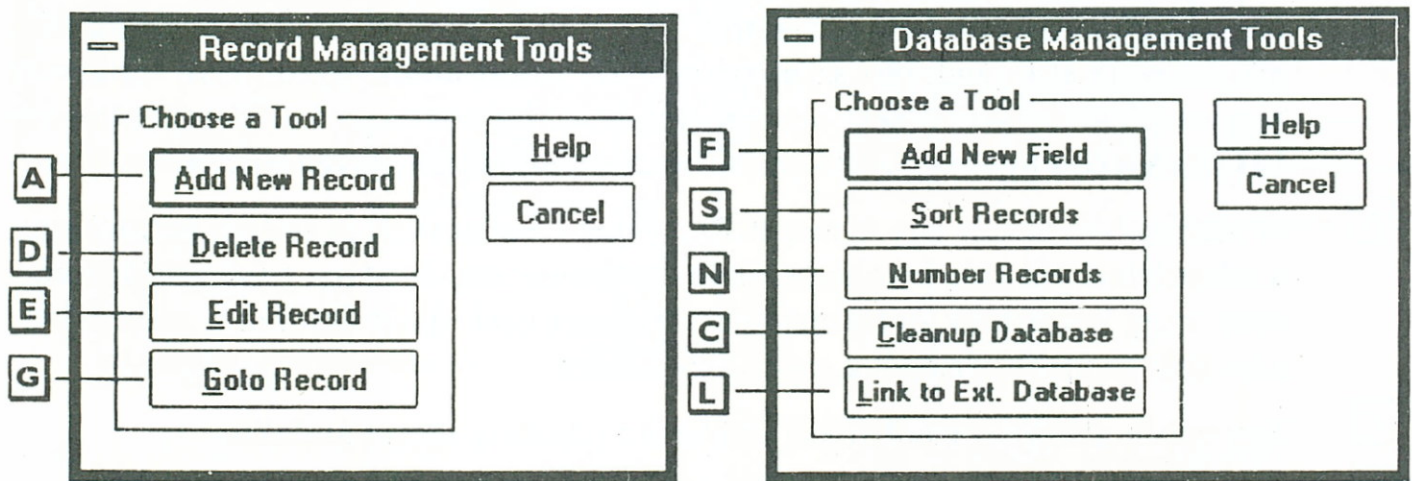 Record Management Tools
Choose a Tool
A
Add New Record
D
Delete Record
E
Edit Record
G
Goto Record
Help
Cancel
Database Management Tools
Choose a Tool
F
Add New Field
S
Sort Records
N
Number Records
C
Cleanup Database
L
Link to Ext. Database
Help
Cancel